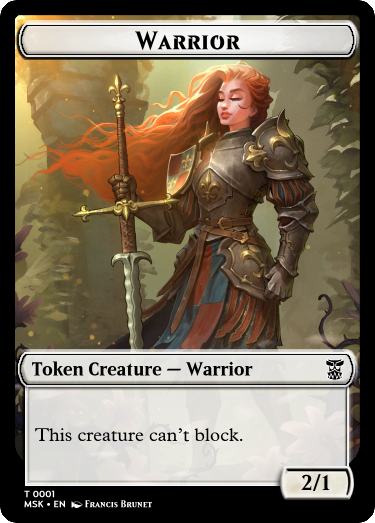 WARRIOR
Token Creature — Warrior
This creature can't block.
2/1
T 0001
MSK • EN FRANCIS BRUNET